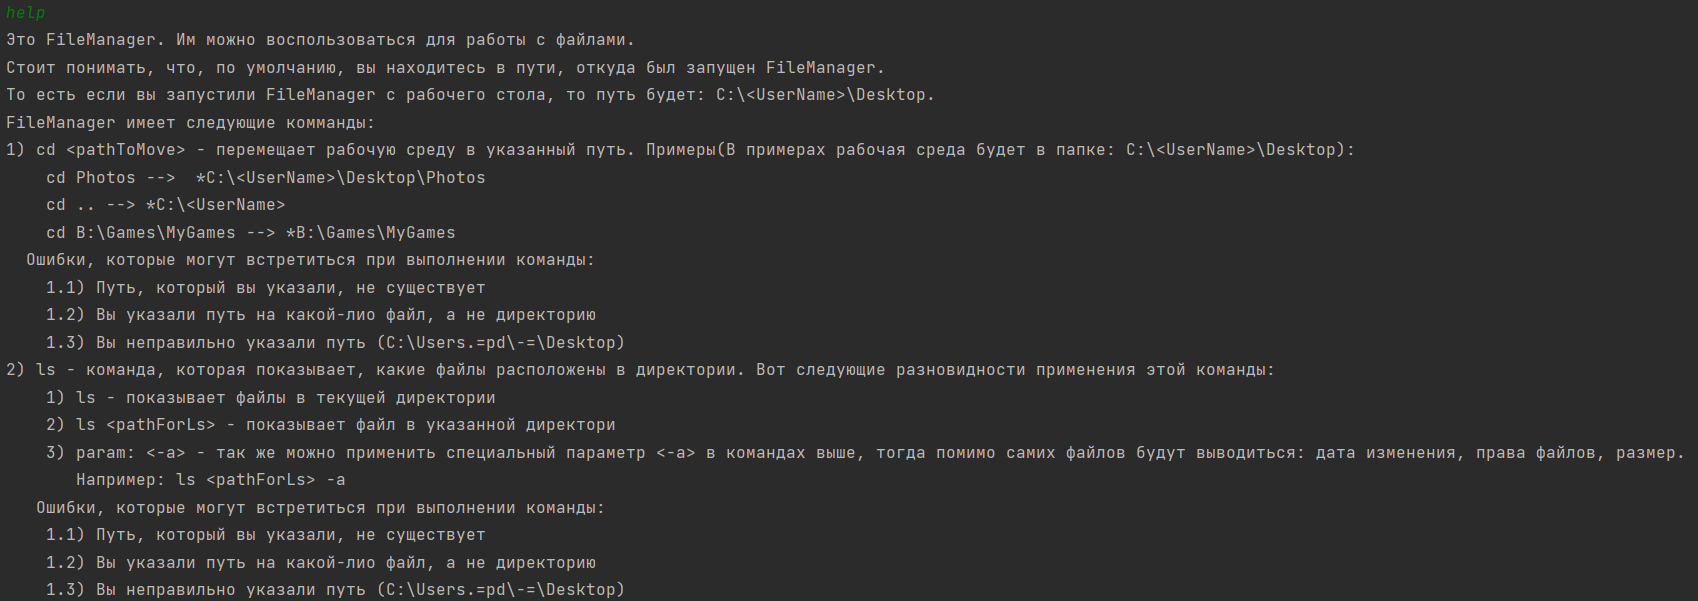 help
Это FileManager. Им можно воспользоваться для работы с файлами.
Стоит понимать, что, по умолчанию, вы находитесь в пути, откуда был запущен FileManager.
То есть если вы запустили FileManager с рабочего стола, то путь будет: C:\<UserName>\Desktop.
FileManager имеет следующие комманды:
1) cd <pathToMove> - перемещает рабочую среду в указанный путь. Примеры(В примерах рабочая среда будет в папке: C:\<UserName>\Desktop):
    cd Photos -->  *C:\<UserName>\Desktop\Photos
    cd .. --> *C:\<UserName>
    cd B:\Games\MyGames --> *B:\Games\MyGames
  Ошибки, которые могут встретиться при выполнении команды:
    1.1) Путь, который вы указали, не существует
    1.2) Вы указали путь на какой-лио файл, а не директорию
    1.3) Вы неправильно указали путь (C:\Users.=pd\-=\Desktop)
2) ls - команда, которая показывает, какие файлы расположены в директории. Вот следующие разновидности применения этой команды:
    1) ls - показывает файлы в текущей директории
    2) ls <pathForLs> - показывает файл в указанной директори
    3) param: <-a> - так же можно применить специальный параметр <-a> в командах выше, тогда помимо самих файлов будут выводиться: дата изменения, права файлов, размер.
       Например: ls <pathForLs> -a
   Ошибки, которые могут встретиться при выполнении команды:
    1.1) Путь, который вы указали, не существует
    1.2) Вы указали путь на какой-лио файл, а не директорию
    1.3) Вы неправильно указали путь (C:\Users.=pd\-=\Desktop)